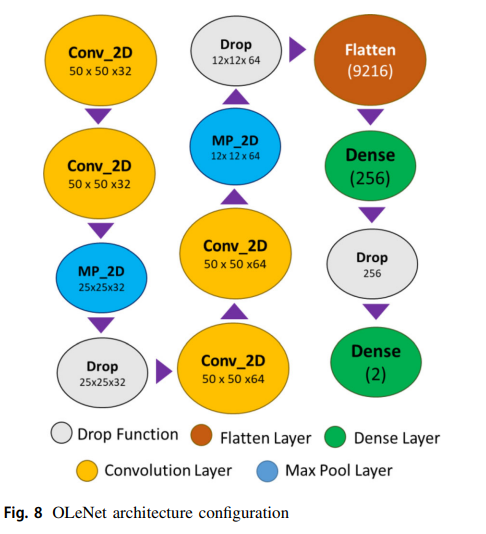 Conv_2D
50 x 50 x32
Conv_2D
50 x 50 x32
MP_2D
25x25x32
Drop
25x25x32
Conv_2D
50 x 50 x64
Conv_2D
50 x 50 x64
MP_2D
12x 12 x 64
Drop
12x12x 64
Flatten
(9216)
Dense
(256)
Drop
256
Dense
(2)
Drop Function
Flatten Layer
Dense Layer
Convolution Layer
Max Pool Layer
Fig. 8 OLeNet architecture configuration